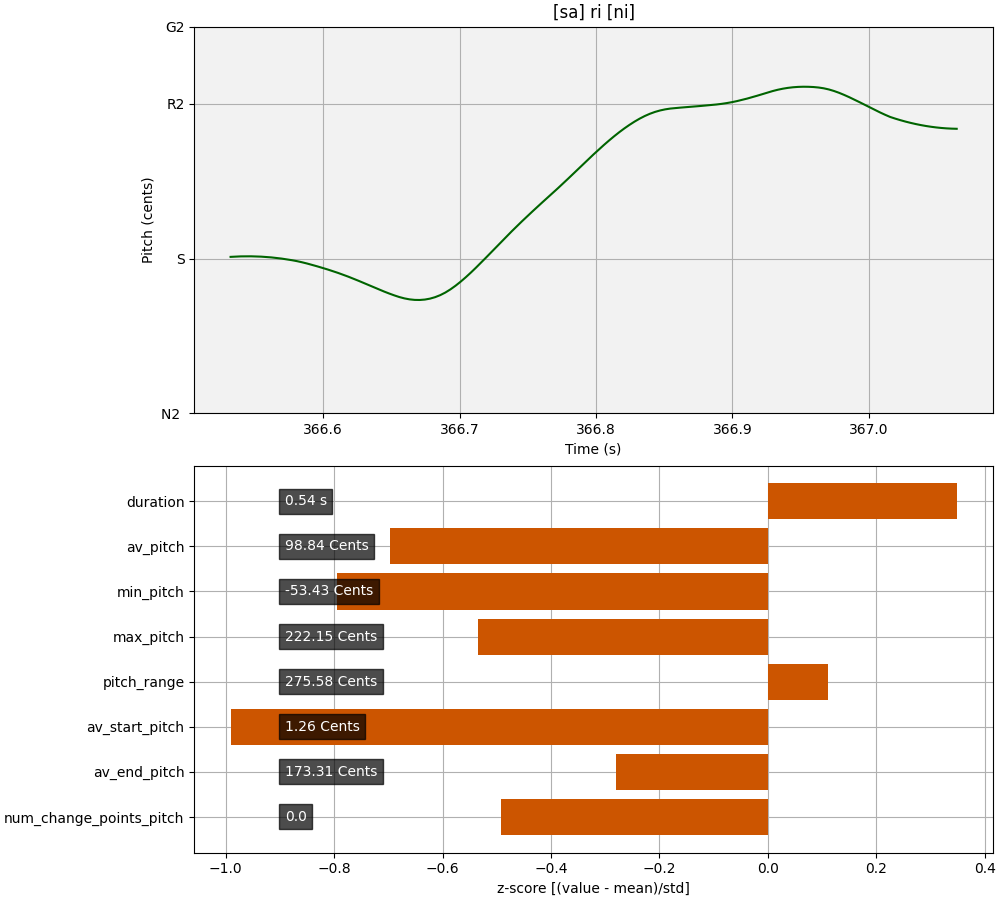 [sa] ri [ni]
G2
R2
S
N2
Pitch (cents)
366.6 366.7 366.8 366.9 367.0
Time (s)
duration 0.54 s
av_pitch 98.84 Cents
min_pitch -53.43 Cents
max_pitch 222.15 Cents
pitch_range 275.58 Cents
av_start_pitch 1.26 Cents
av_end_pitch 173.31 Cents
num_change_points_pitch 0.0
−1.0 −0.8 −0.6 −0.4 −0.2 0.0 0.2 0.4
z-score [(value - mean)/std]